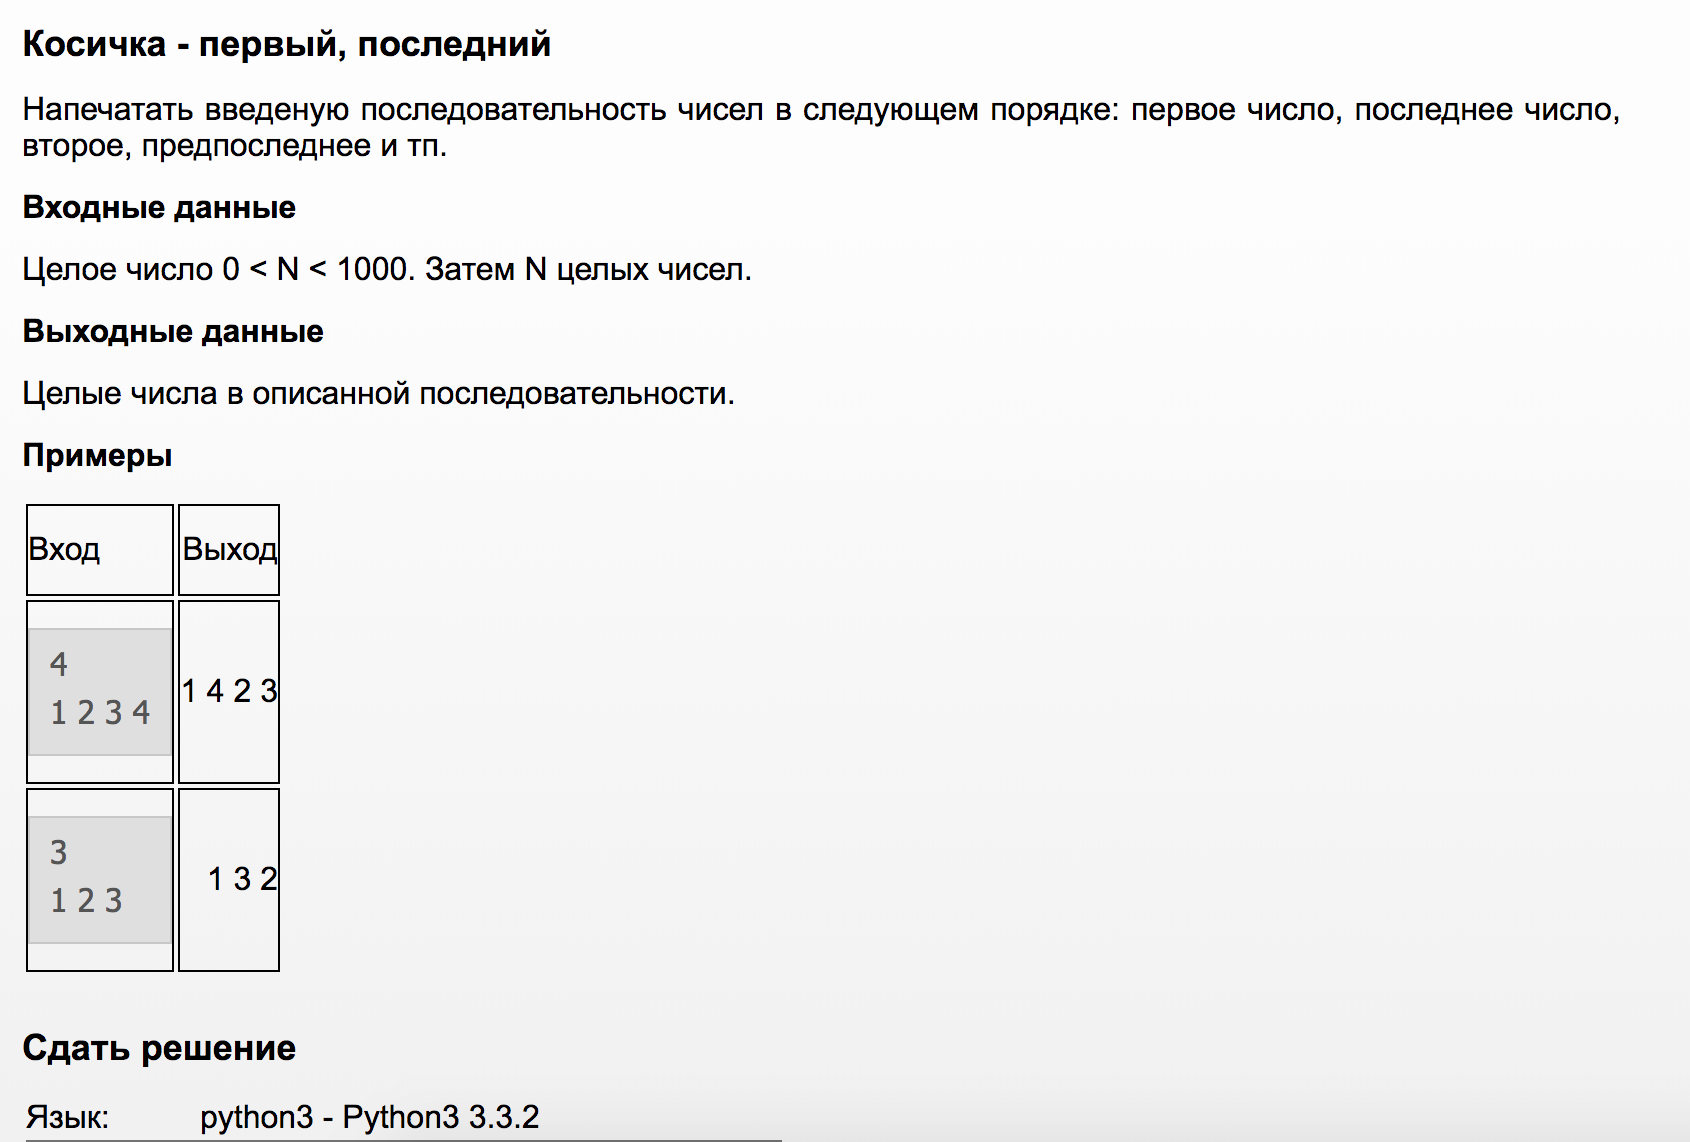 Косичка - первый, последний
Напечатать введеную последовательность чисел в следующем порядке: первое число, последнее число,
второе, предпоследнее и тп.
Входные данные
Целое число 0 < N < 1000. Затем N целых чисел.
Выходные данные
Целые числа в описанной последовательности.
Примеры
Вход Выход
4
1 2 3 4
1 4 2 3
3
1 2 3
1 3 2
Сдать решение
Язык: python3 - Python3 3.3.2